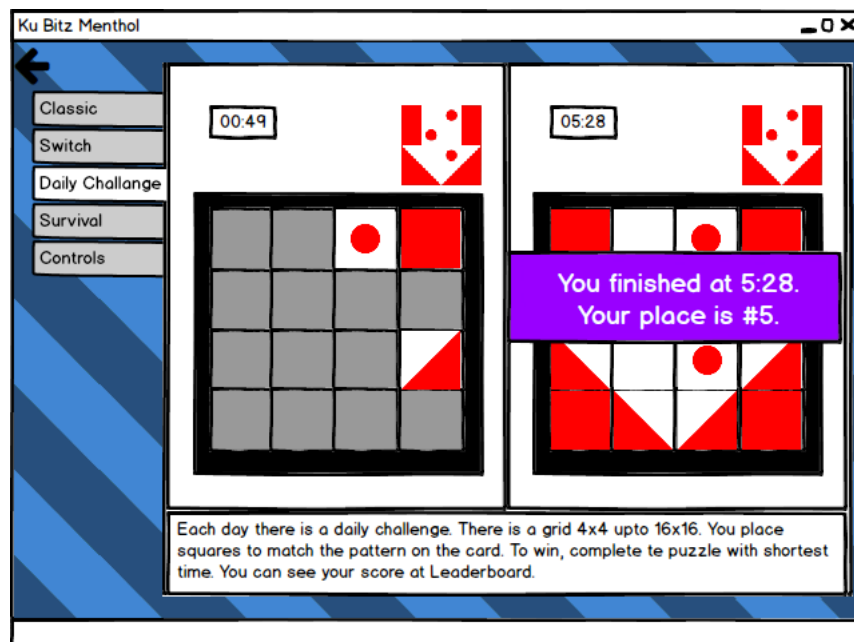 Ku Bitz Menthol
Classic
Switch
Daily Challange
Survival
Controls
00:49
05:28
You finished at 5:28.
Your place is #5.
Each day there is a daily challenge. There is a grid 4x4 upto 16x16. You place
squares to match the pattern on the card. To win, complete te puzzle with shortest
time. You can see your score at Leaderboard.